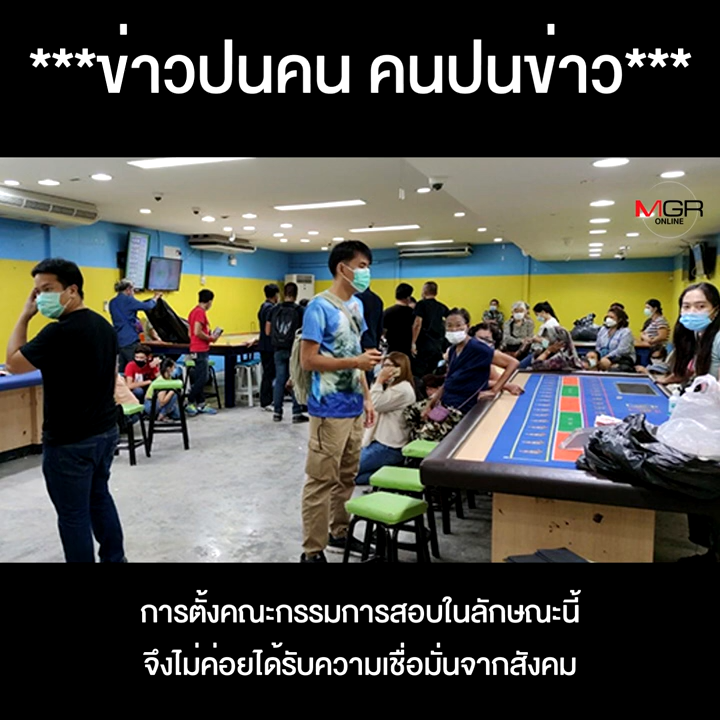 ***ข่าวปนคน คนปนข่าว***
MGR
ONLINE
การตั้งคณะกรรมการสอบในลักษณะนี้
จึงไม่ค่อยได้รับความเชื่อมั่นจากสังคม